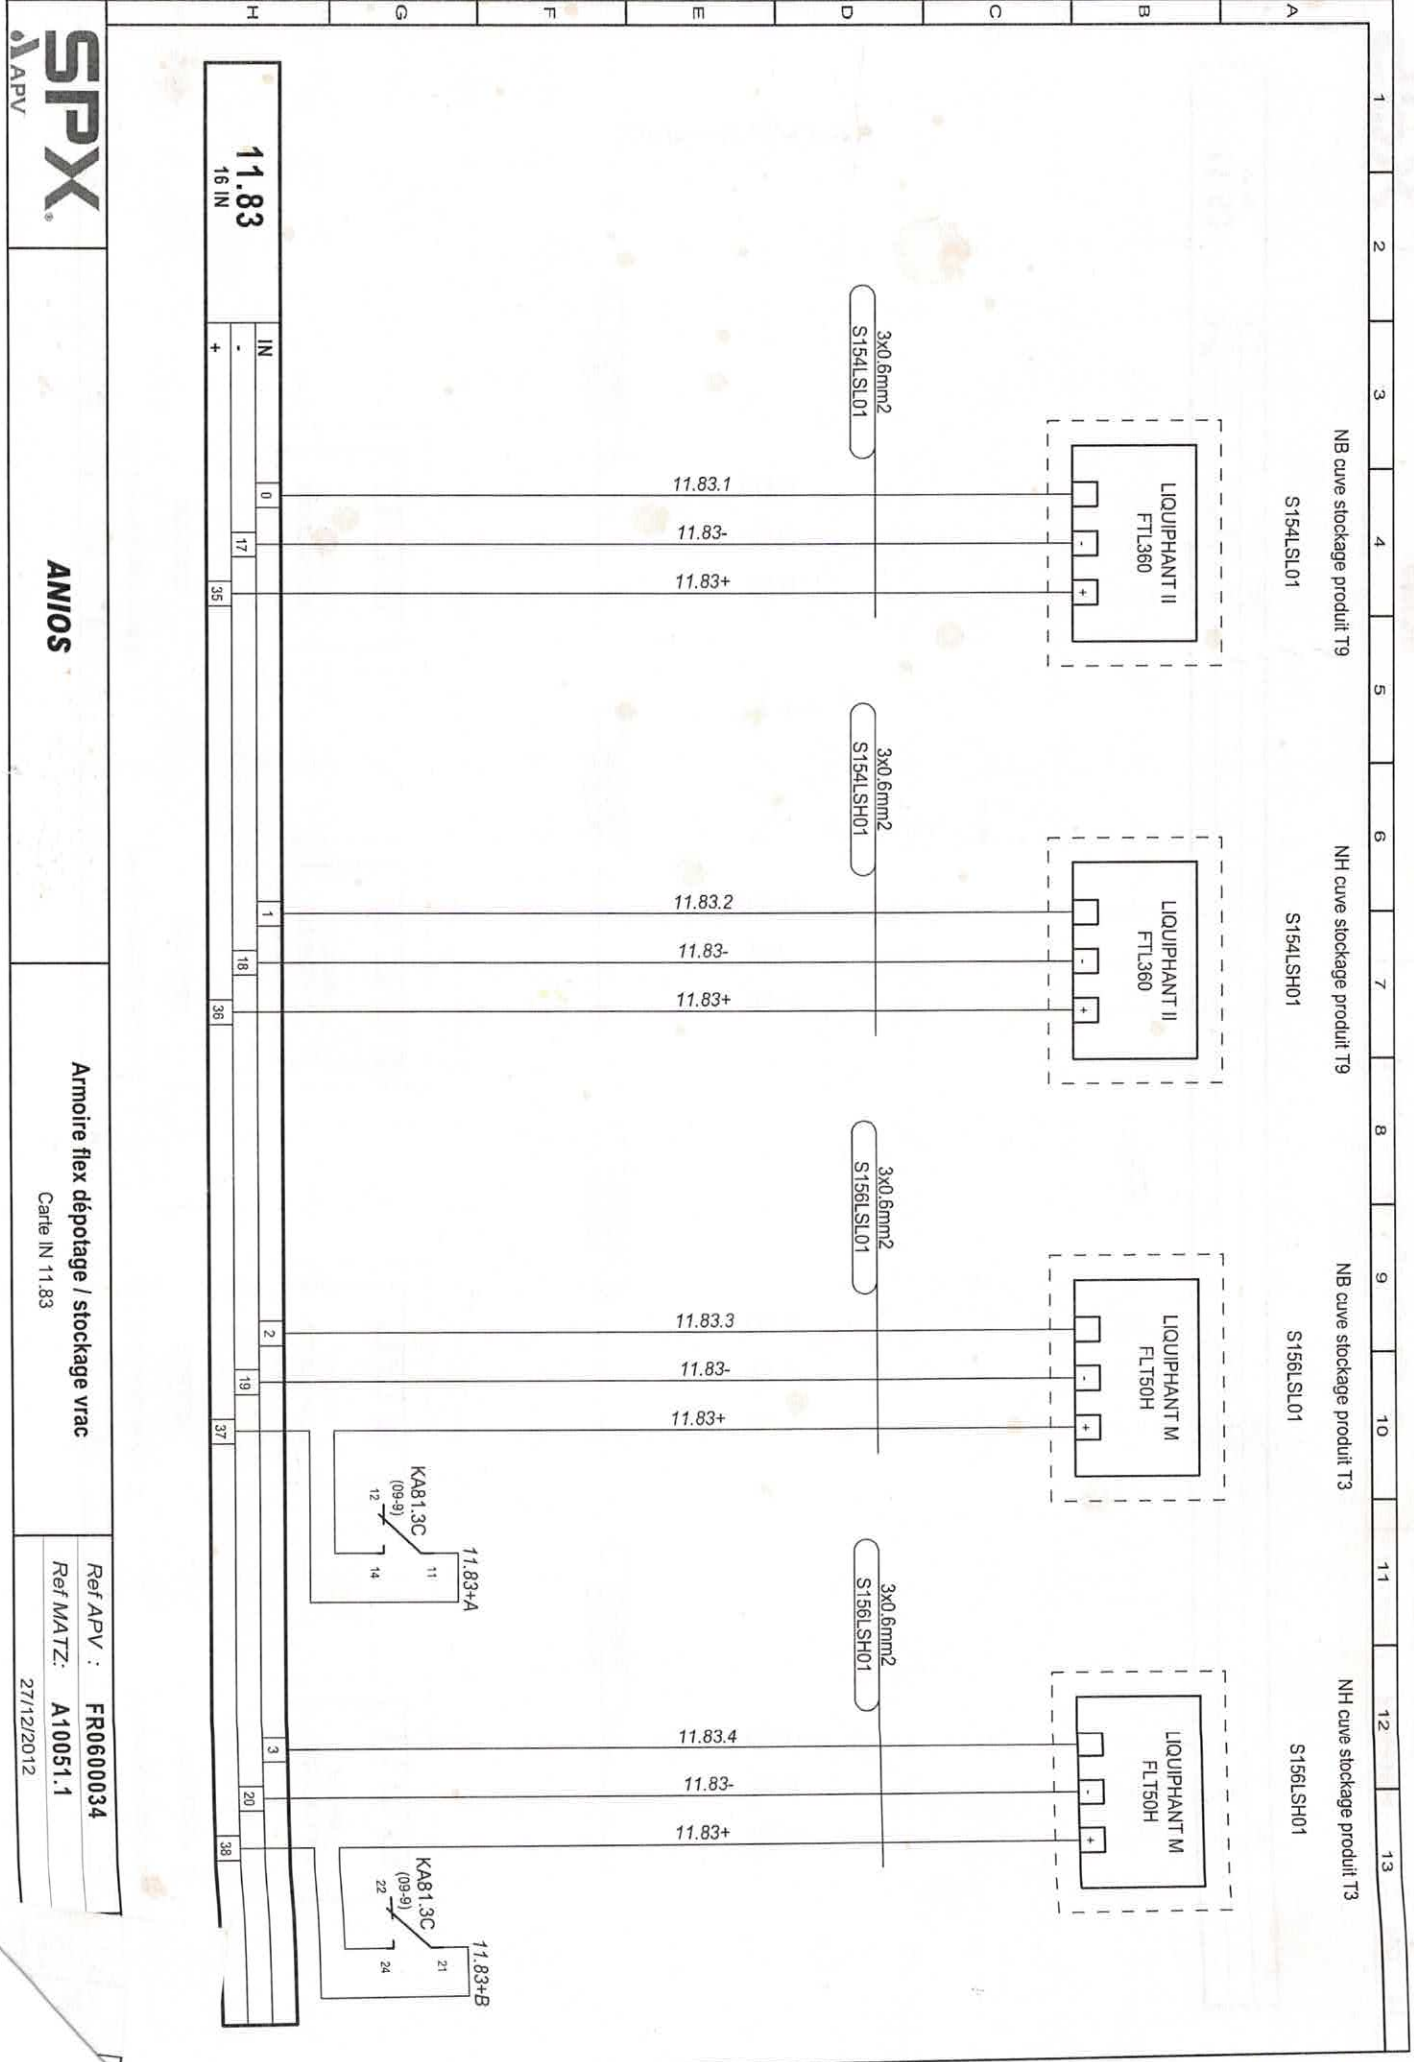 1 2 3 4 5 6 7 8 9 10 11 12 13
A
B
C
D
E
F
G
H
NB cuve stockage produit T9
S154LSL01
LIQUIPHANT II
FTL360
- +
3x0.6mm2
S154LSL01
11.83.1
11.83-
11.83+
0
17
35
NH cuve stockage produit T9
S154LSH01
LIQUIPHANT II
FTL360
- +
3x0.6mm2
S154LSH01
11.83.2
11.83-
11.83+
1
18
36
NB cuve stockage produit T3
S156LSL01
LIQUIPHANT M
FLT50H
- +
3x0.6mm2
S156LSL01
11.83.3
11.83-
11.83+
11.83+A
KA81.3C
(09-9)
11
12
14
2
19
37
NH cuve stockage produit T3
S156LSH01
LIQUIPHANT M
FLT50H
- +
3x0.6mm2
S156LSH01
11.83.4
11.83-
11.83+
11.83+B
KA81.3C
(09-9)
21
22
24
3
20
38
11.83
16 IN
IN
-
+
SPX®
APV
ANIOS
Armoire flex dépotage / stockage vrac
Carte IN 11.83
Ref APV : FR0600034
Ref MATZ: A10051.1
27/12/2012